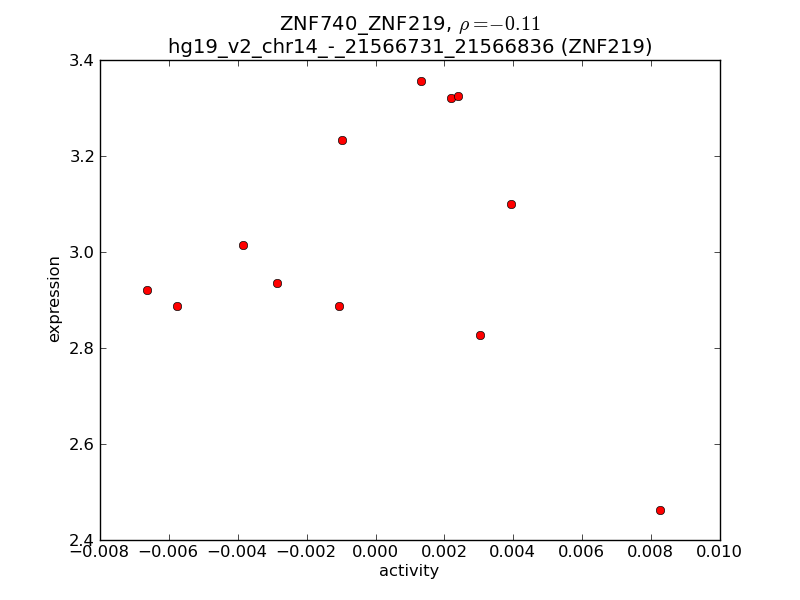 ZNF740_ZNF219, ρ=−0.11
hg19_v2_chr14_-_21566731_21566836 (ZNF219)
3.4
3.2
3.0
2.8
2.6
2.4
expression
−0.008 −0.006 −0.004 −0.002 0.000 0.002 0.004 0.006 0.008 0.010
activity